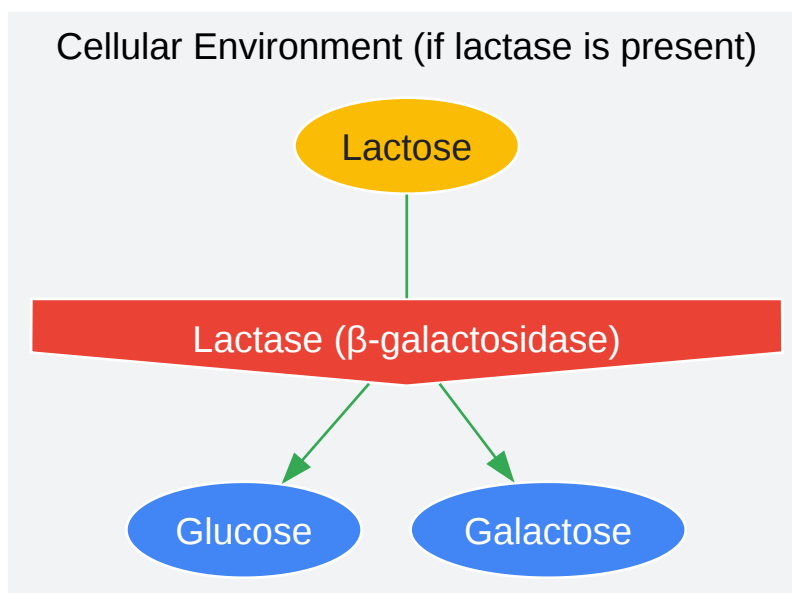 Cellular Environment (if lactase is present)
Lactose
Lactase (β-galactosidase)
Glucose
Galactose